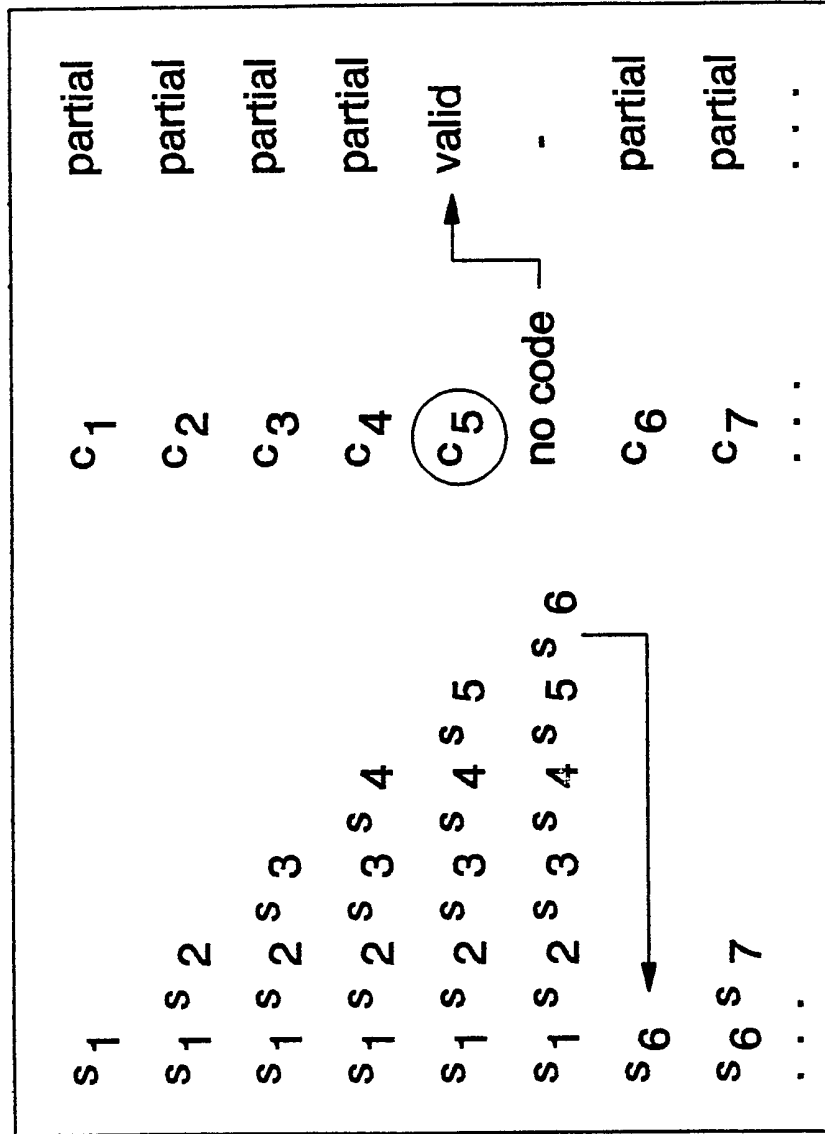 s1 c1 partial
s1 s2 c2 partial
s1 s2 s3 c3 partial
s1 s2 s3 s4 c4 partial
s1 s2 s3 s4 s5 c5 valid
s1 s2 s3 s4 s5 s6 no code -
s6 c6 partial
s6 s7 c7 partial
. . . . . . . . .